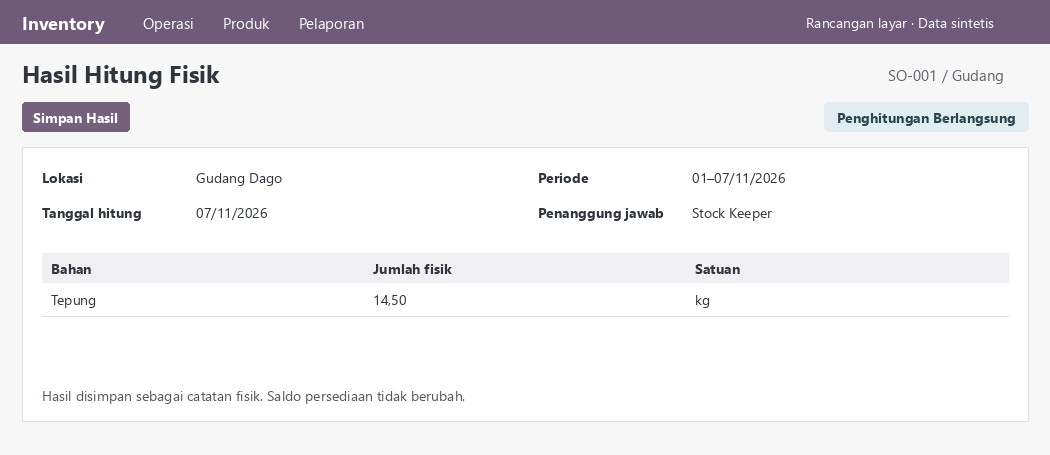 Inventory Operasi Produk Pelaporan Rancangan layar · Data sintetis
Hasil Hitung Fisik SO-001 / Gudang
Simpan Hasil Penghitungan Berlangsung
Lokasi Gudang Dago Periode 01–07/11/2026
Tanggal hitung 07/11/2026 Penanggung jawab Stock Keeper
Bahan Jumlah fisik Satuan
Tepung 14,50 kg
Hasil disimpan sebagai catatan fisik. Saldo persediaan tidak berubah.